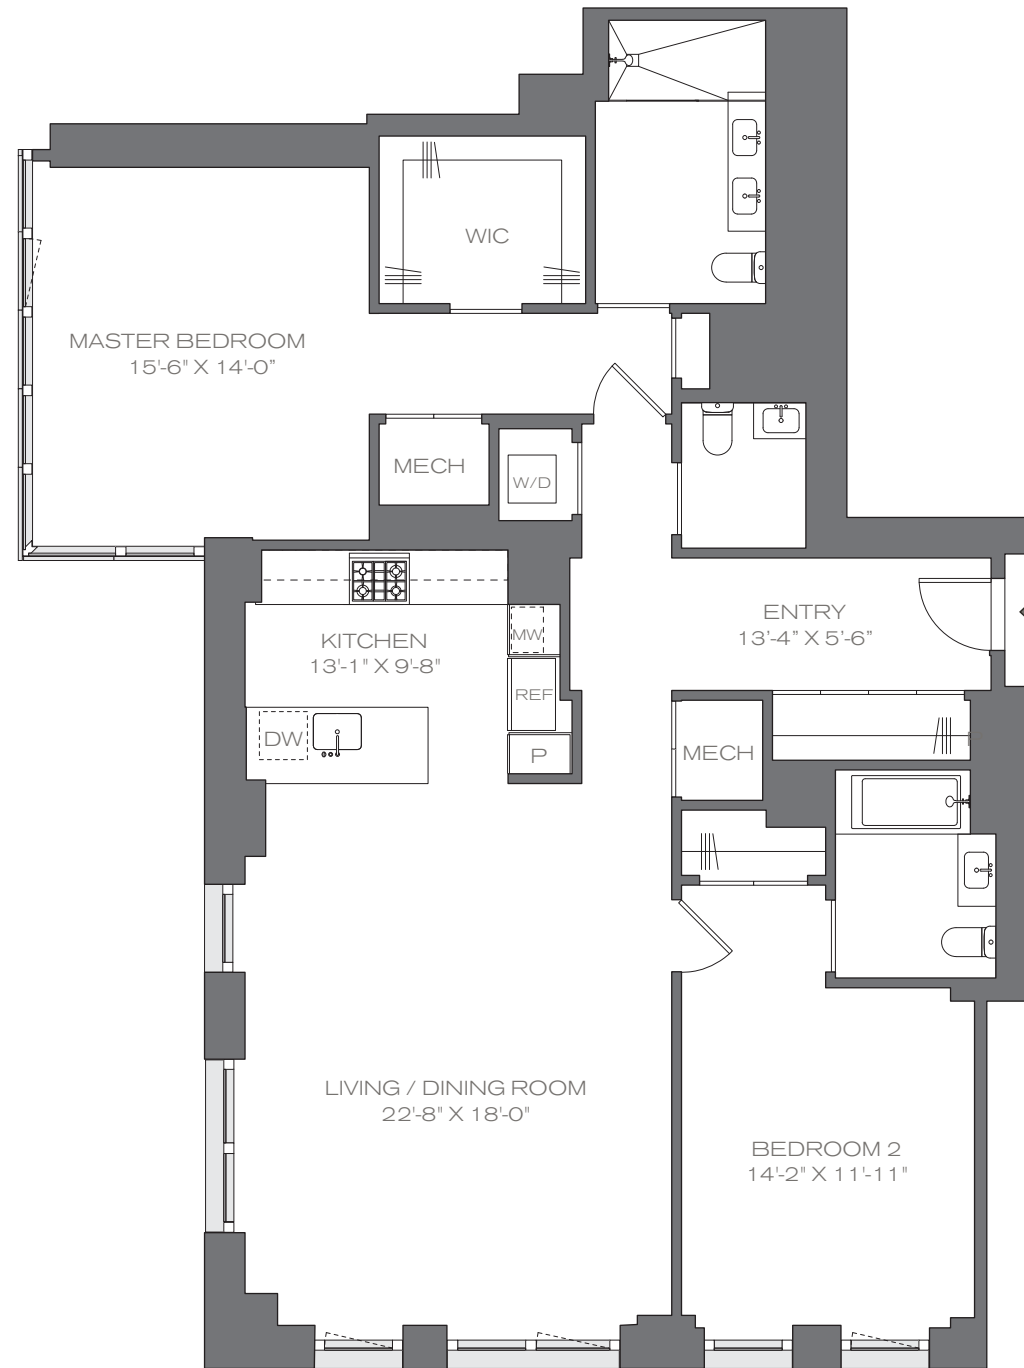 WIC
MASTER BEDROOM
15'-6" X 14'-0”
MECH
W/D
ENTRY
13'-4” X 5'-6”
KITCHEN
13'-1" X 9'-8"
MW
REF
DW
P
MECH
LIVING / DINING ROOM
22'-8" X 18'-0"
BEDROOM 2
14'-2" X 11'-11"